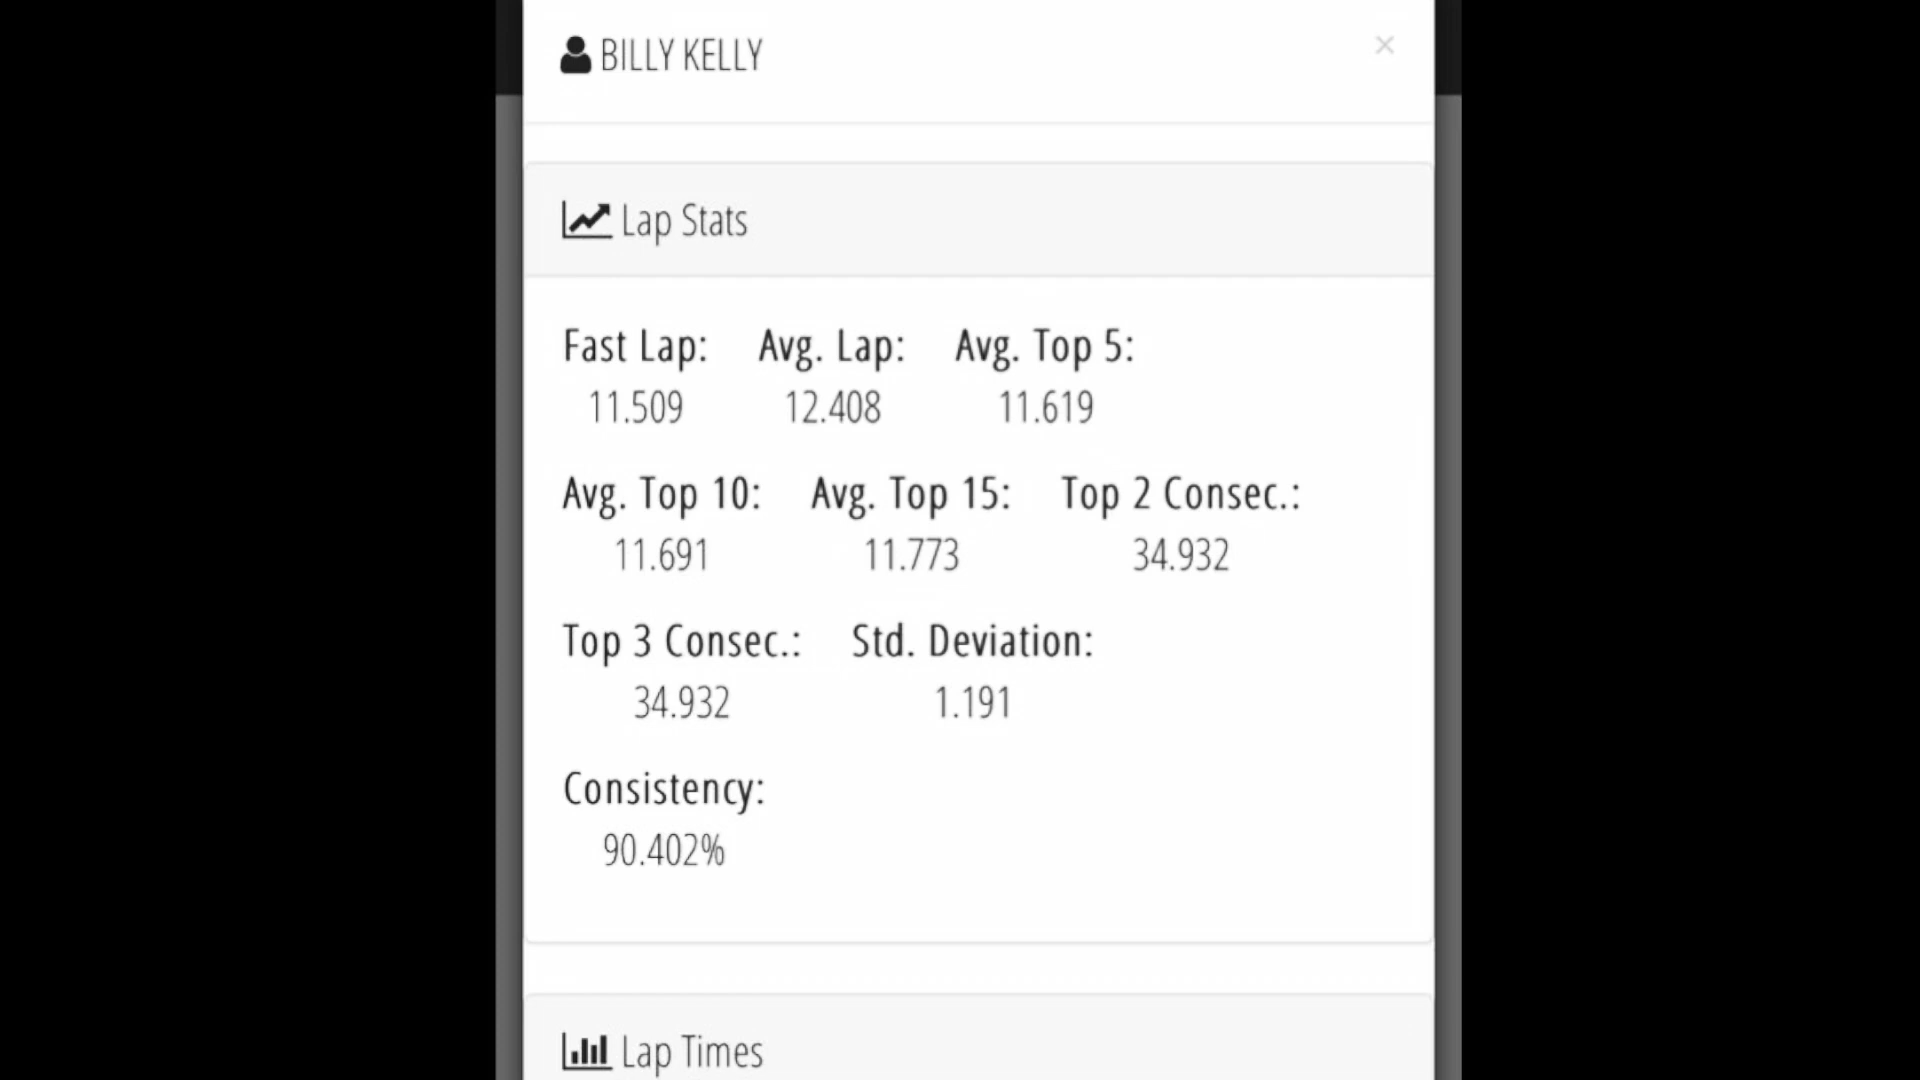 BILLY KELLY ×
Lap Stats
Fast Lap: Avg. Lap: Avg. Top 5:
11.509 12.408 11.619
Avg. Top 10: Avg. Top 15: Top 2 Consec.:
11.691 11.773 34.932
Top 3 Consec.: Std. Deviation:
34.932 1.191
Consistency:
90.402%
Lap Times